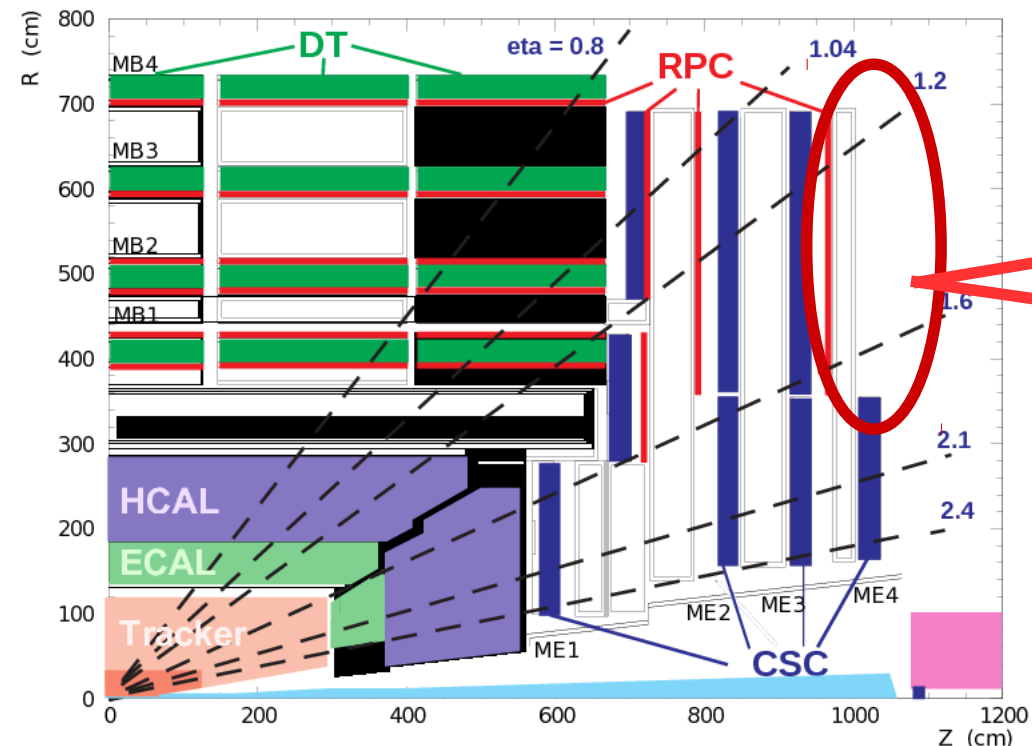 800
R (cm)
DT
eta = 0.8
1.04
RPC
1.2
MB4
700
MB3
600
MB2
500
MB1
1.6
400
300
2.1
HCAL
2.4
200
ECAL
100
Tracker
ME1
ME2
ME3
ME4
CSC
0
0
200
400
600
800
1000
1200
Z (cm)